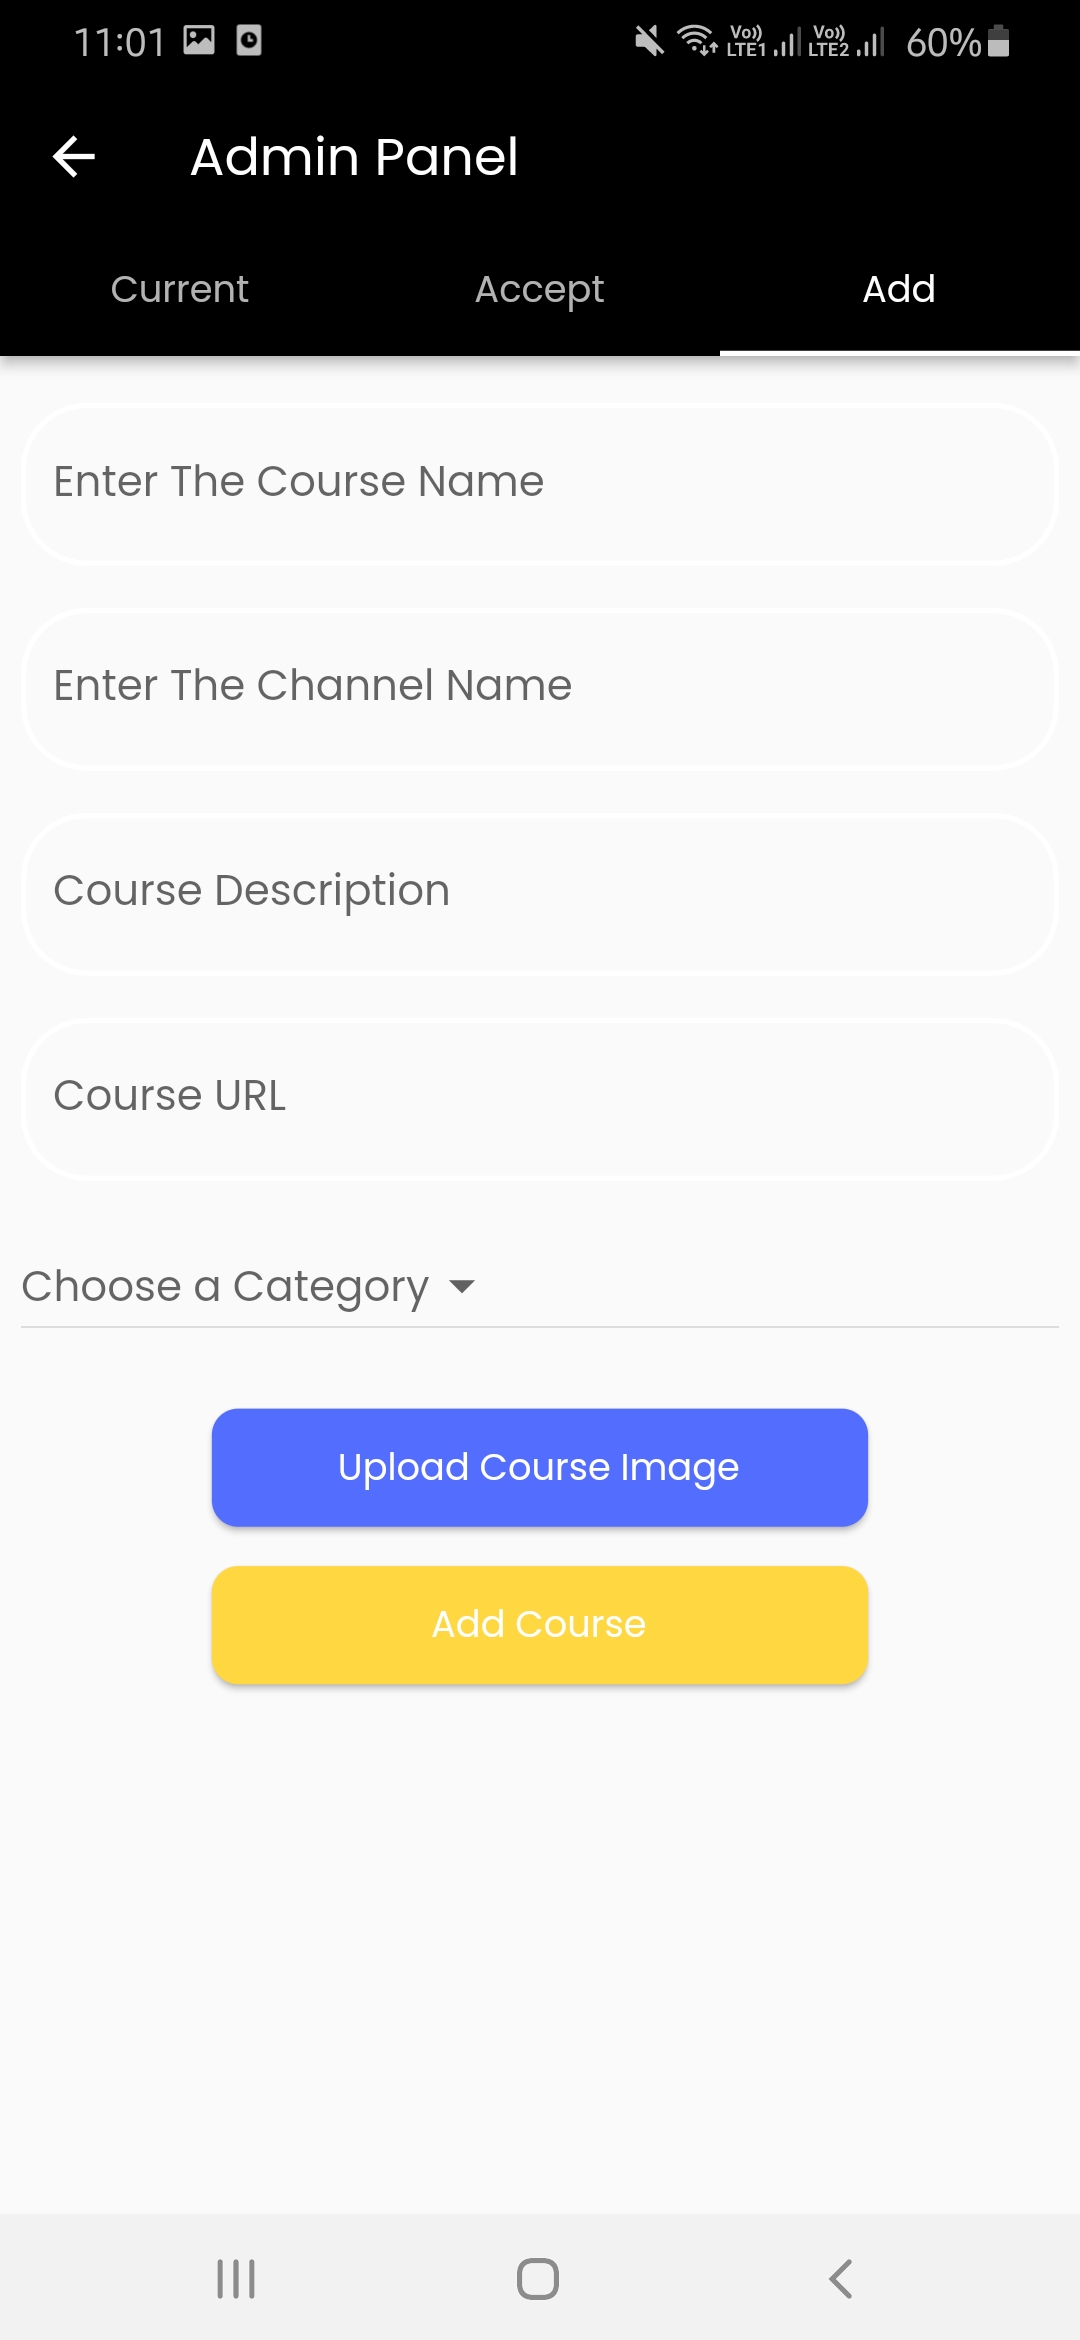 11:01 Vo)) LTE1 Vo)) LTE2 60%
Admin Panel
Current Accept Add
Enter The Course Name
Enter The Channel Name
Course Description
Course URL
Choose a Category
Upload Course Image
Add Course